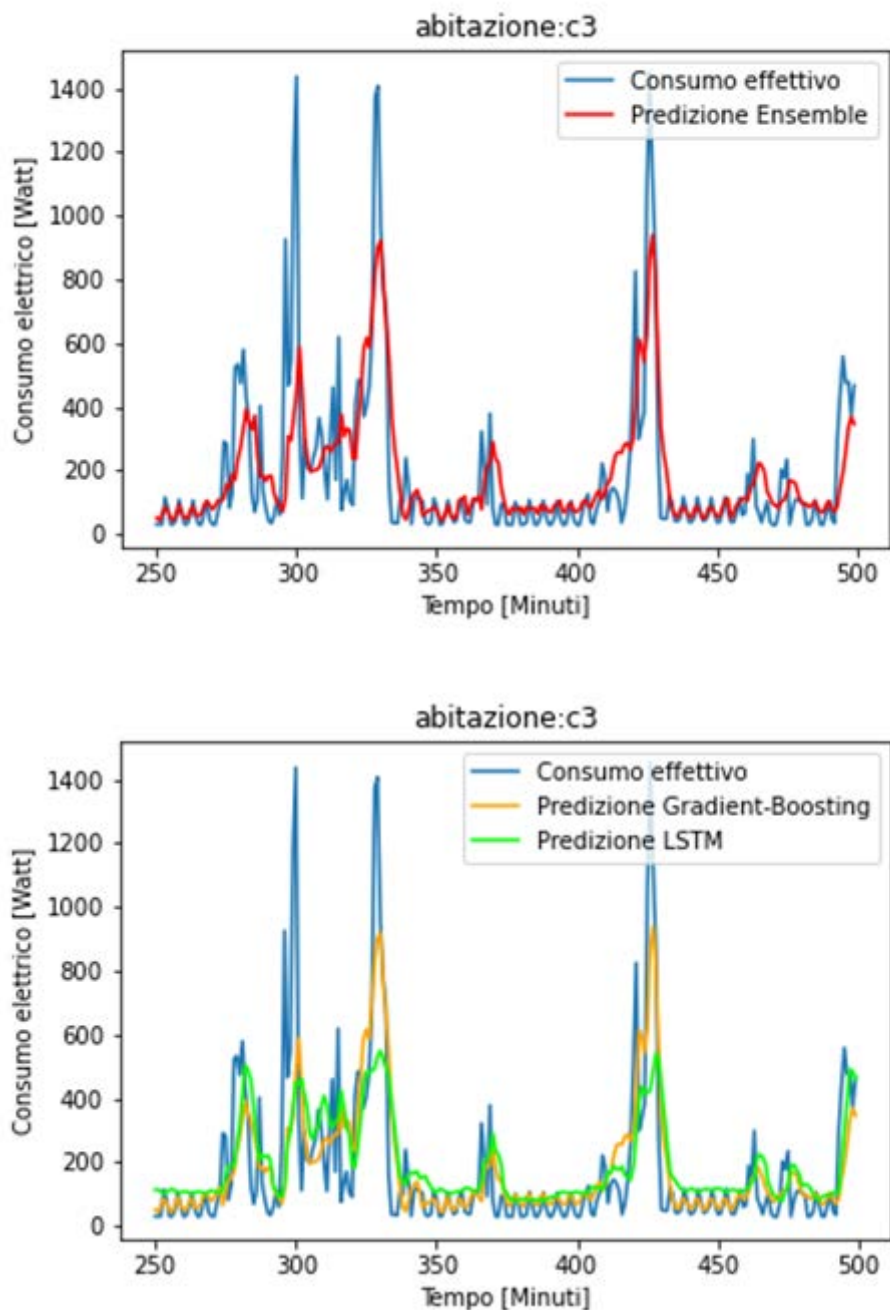 abitazione:c3
Consumo effettivo
Predizione Ensemble
Consumo elettrico [Watt]
1400
1200
1000
800
600
400
200
0
250 300 350 400 450 500
Tempo [Minuti]
abitazione:c3
Consumo effettivo
Predizione Gradient-Boosting
Predizione LSTM
Consumo elettrico [Watt]
1400
1200
1000
800
600
400
200
0
250 300 350 400 450 500
Tempo [Minuti]